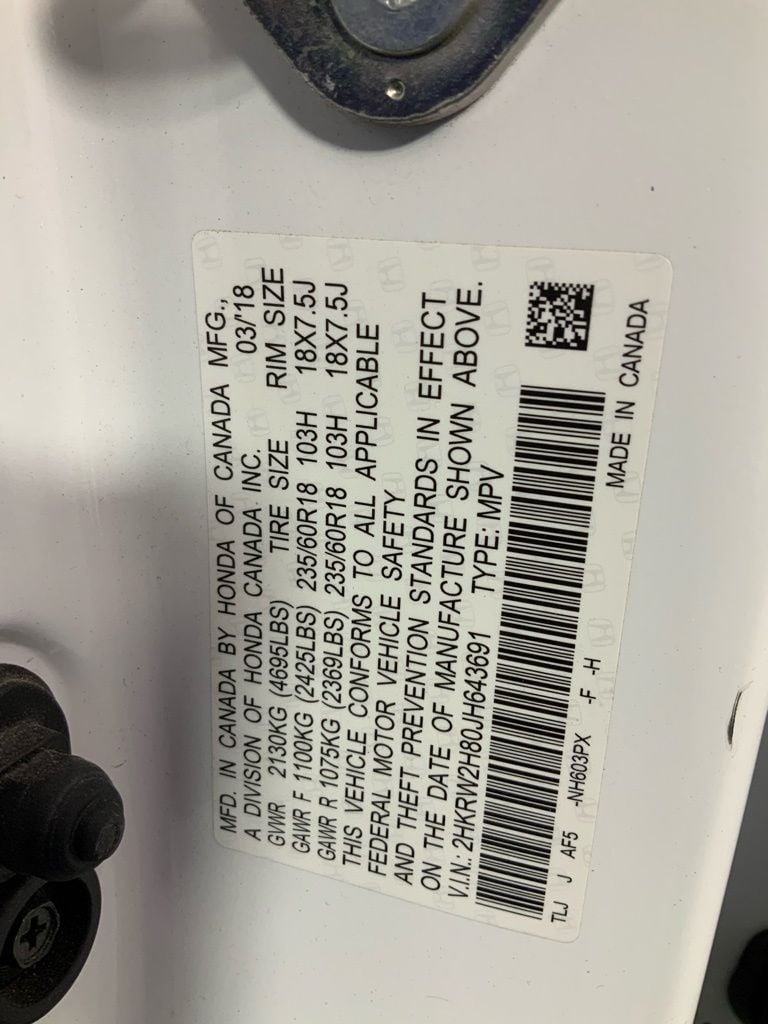 MFD. IN CANADA BY HONDA OF CANADA MFG.,
A DIVISION OF HONDA CANADA INC. 03/'18
GVWR 2130KG (4695LBS) TIRE SIZE RIM SIZE
GAWR F 1100KG (2425LBS) 235/60R18 103H 18X7.5J
GAWR R 1075KG (2369LBS) 235/60R18 103H 18X7.5J
THIS VEHICLE CONFORMS TO ALL APPLICABLE
FEDERAL MOTOR VEHICLE SAFETY
AND THEFT PREVENTION STANDARDS IN EFFECT
ON THE DATE OF MANUFACTURE SHOWN ABOVE.
V.I.N.: 2HKRW2H80JH643691 TYPE: MPV
TLJ J AF5 -NH603PX -F -H
MADE IN CANADA